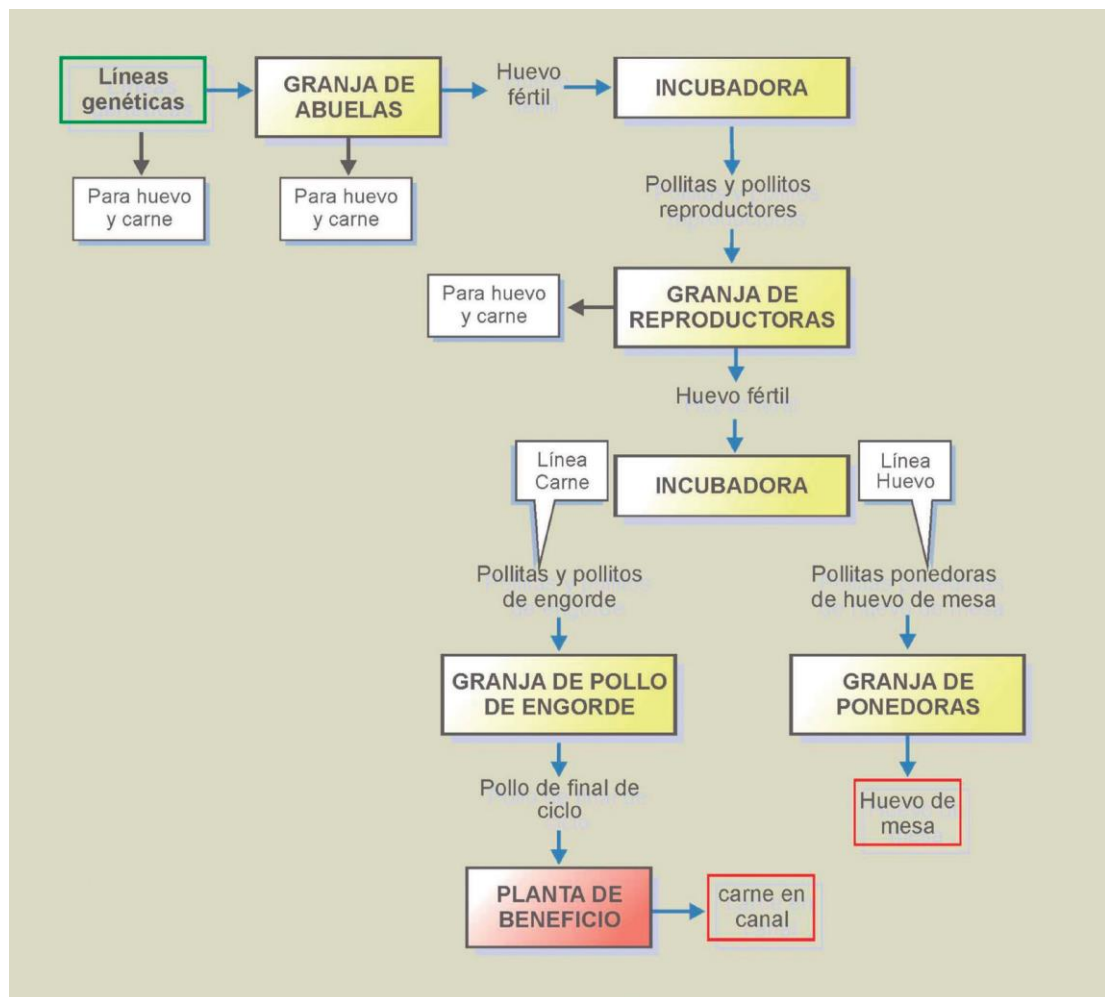 Líneas
genéticas
GRANJA DE
ABUELAS
Huevo
fértil
INCUBADORA
Para huevo
y carne
Para huevo
y carne
Pollitas y pollitos
reproductores
Para huevo
y carne
GRANJA DE
REPRODUCTORAS
Huevo fértil
Línea
Carne
INCUBADORA
Línea
Huevo
Pollitas y pollitos
de engorde
Pollitas ponedoras
de huevo de mesa
GRANJA DE POLLO
DE ENGORDE
GRANJA DE
PONEDORAS
Pollo de final de
ciclo
Huevo de
mesa
PLANTA DE
BENEFICIO
carne en
canal